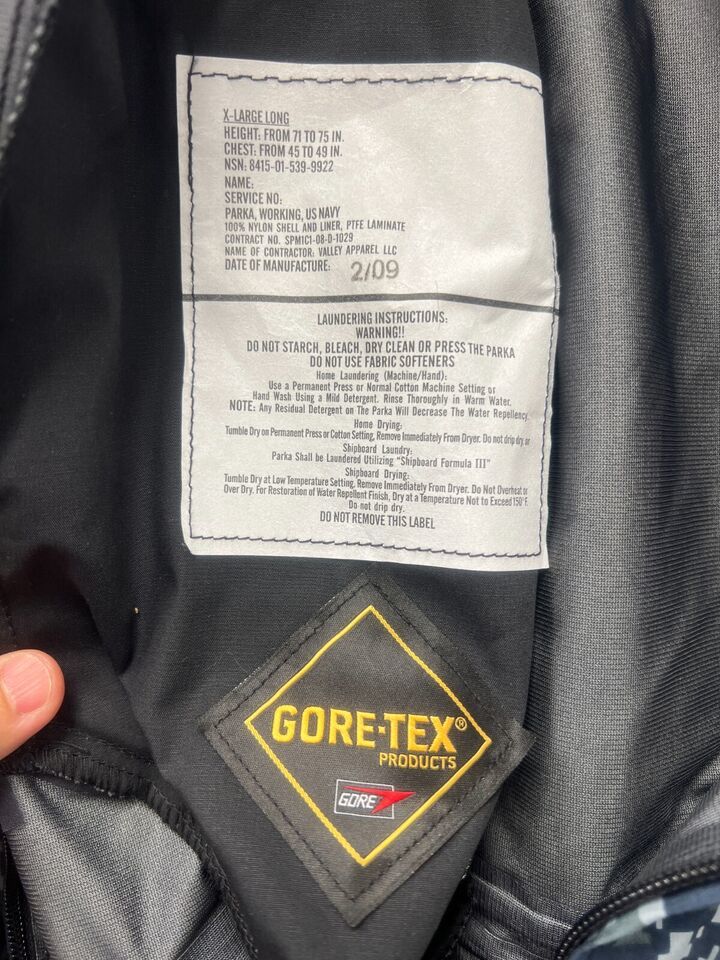 X-LARGE LONG
HEIGHT: FROM 71 TO 75 IN.
CHEST: FROM 45 TO 49 IN.
NSN: 8415-01-539-9922
NAME:
SERVICE NO:
PARKA, WORKING, US NAVY
100% NYLON SHELL AND LINER, PTFE LAMINATE
CONTRACT NO. SPM1C1-08-D-1029
NAME OF CONTRACTOR: VALLEY APPAREL LLC
DATE OF MANUFACTURE: 2/09
LAUNDERING INSTRUCTIONS:
WARNING!!
DO NOT STARCH, BLEACH, DRY CLEAN OR PRESS THE PARKA
DO NOT USE FABRIC SOFTENERS
Home Laundering (Machine/Hand):
Use a Permanent Press or Normal Cotton Machine Setting or
Hand Wash Using a Mild Detergent. Rinse Thoroughly in Warm Water.
NOTE: Any Residual Detergent on The Parka Will Decrease The Water Repellency.
Home Drying:
Tumble Dry on Permanent Press or Cotton Setting, Remove Immediately From Dryer. Do not drip dry, or
Shipboard Laundry:
Parka Shall be Laundered Utilizing "Shipboard Formula III"
Shipboard Drying:
Tumble Dry at Low Temperature Setting. Remove Immediately From Dryer. Do Not Overheat or
Over Dry. For Restoration of Water Repellent Finish, Dry at a Temperature Not to Exceed 150°F.
Do not drip dry.
DO NOT REMOVE THIS LABEL
GORE-TEX®
PRODUCTS
GORE